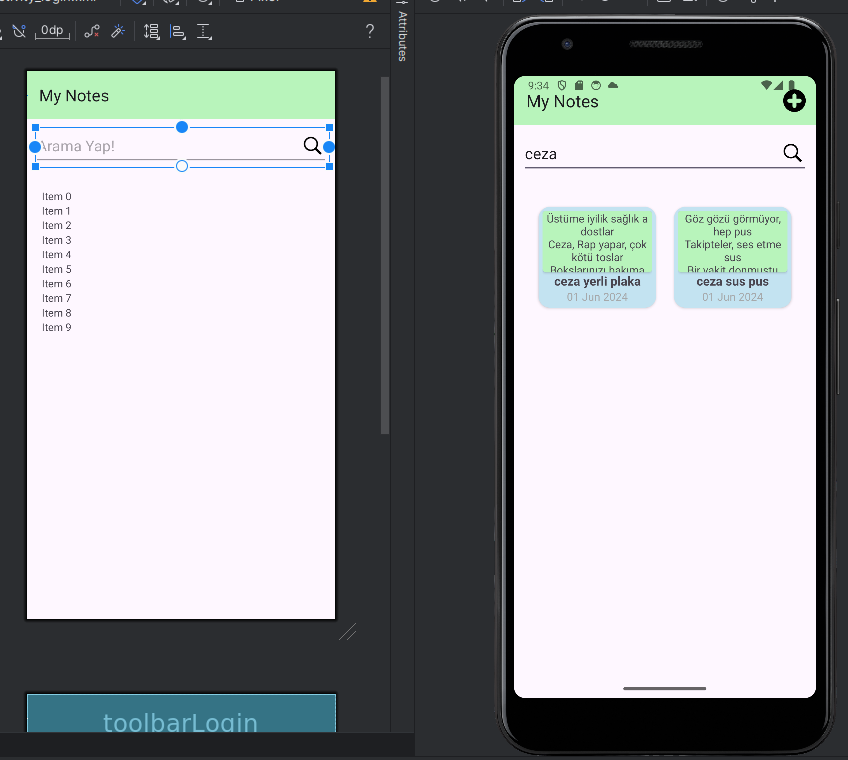 0dp
?
Attributes
My Notes
Arama Yap!
Item 0
Item 1
Item 2
Item 3
Item 4
Item 5
Item 6
Item 7
Item 8
Item 9
toolbarLogin
9:34
My Notes
ceza
Üstüme iyilik sağlık a
dostlar
Ceza, Rap yapar, çok
kötü toslar
Bokslarınızı bakıma
ceza yerli plaka
01 Jun 2024
Göz gözü görmüyor,
hep pus
Takipteler, ses etme
sus
Bir vakit donmuştu
ceza sus pus
01 Jun 2024